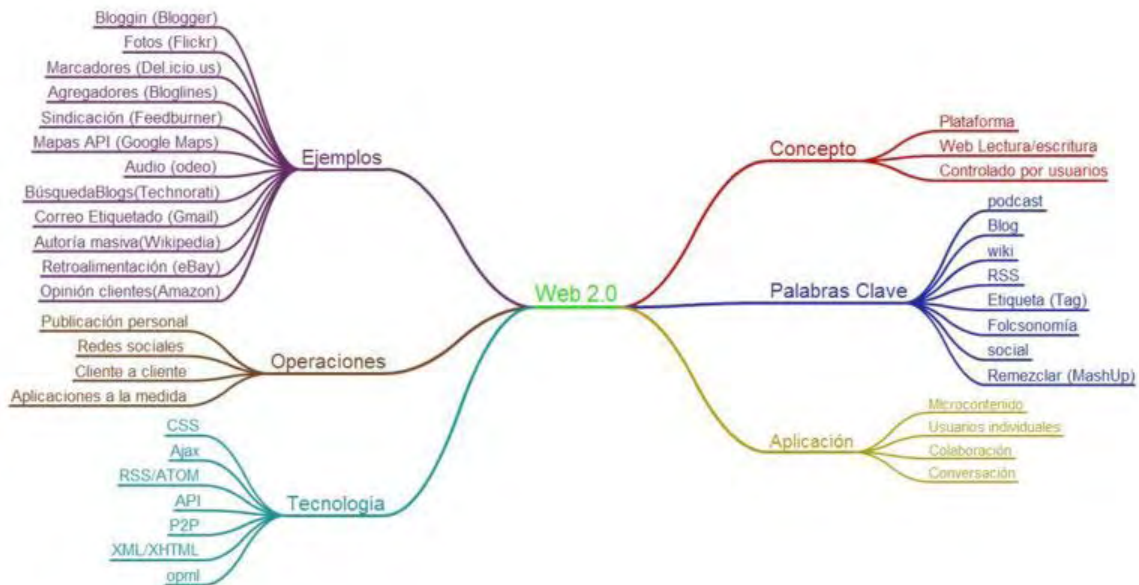 Web 2.0
Ejemplos
Bloggin (Blogger)
Fotos (Flickr)
Marcadores (Del.icio.us)
Agregadores (Bloglines)
Sindicación (Feedburner)
Mapas API (Google Maps)
Audio (odeo)
BúsquedaBlogs(Technorati)
Correo Etiquetado (Gmail)
Autoría masiva(Wikipedia)
Retroalimentación (eBay)
Opinión clientes(Amazon)
Operaciones
Publicación personal
Redes sociales
Cliente a cliente
Aplicaciones a la medida
Tecnología
CSS
Ajax
RSS/ATOM
API
P2P
XML/XHTML
opml
Concepto
Plataforma
Web Lectura/escritura
Controlado por usuarios
Palabras Clave
podcast
Blog
wiki
RSS
Etiqueta (Tag)
Folcsonomía
social
Remezclar (MashUp)
Aplicación
Microcontenido
Usuarios individuales
Colaboración
Conversación